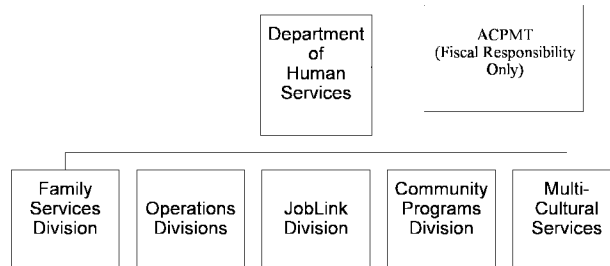 Department
of
Human
Services
ACPMT
(Fiscal Responsibility
Only)
Family
Services
Division
Operations
Divisions
JobLink
Division
Community
Programs
Division
Multi-
Cultural
Services